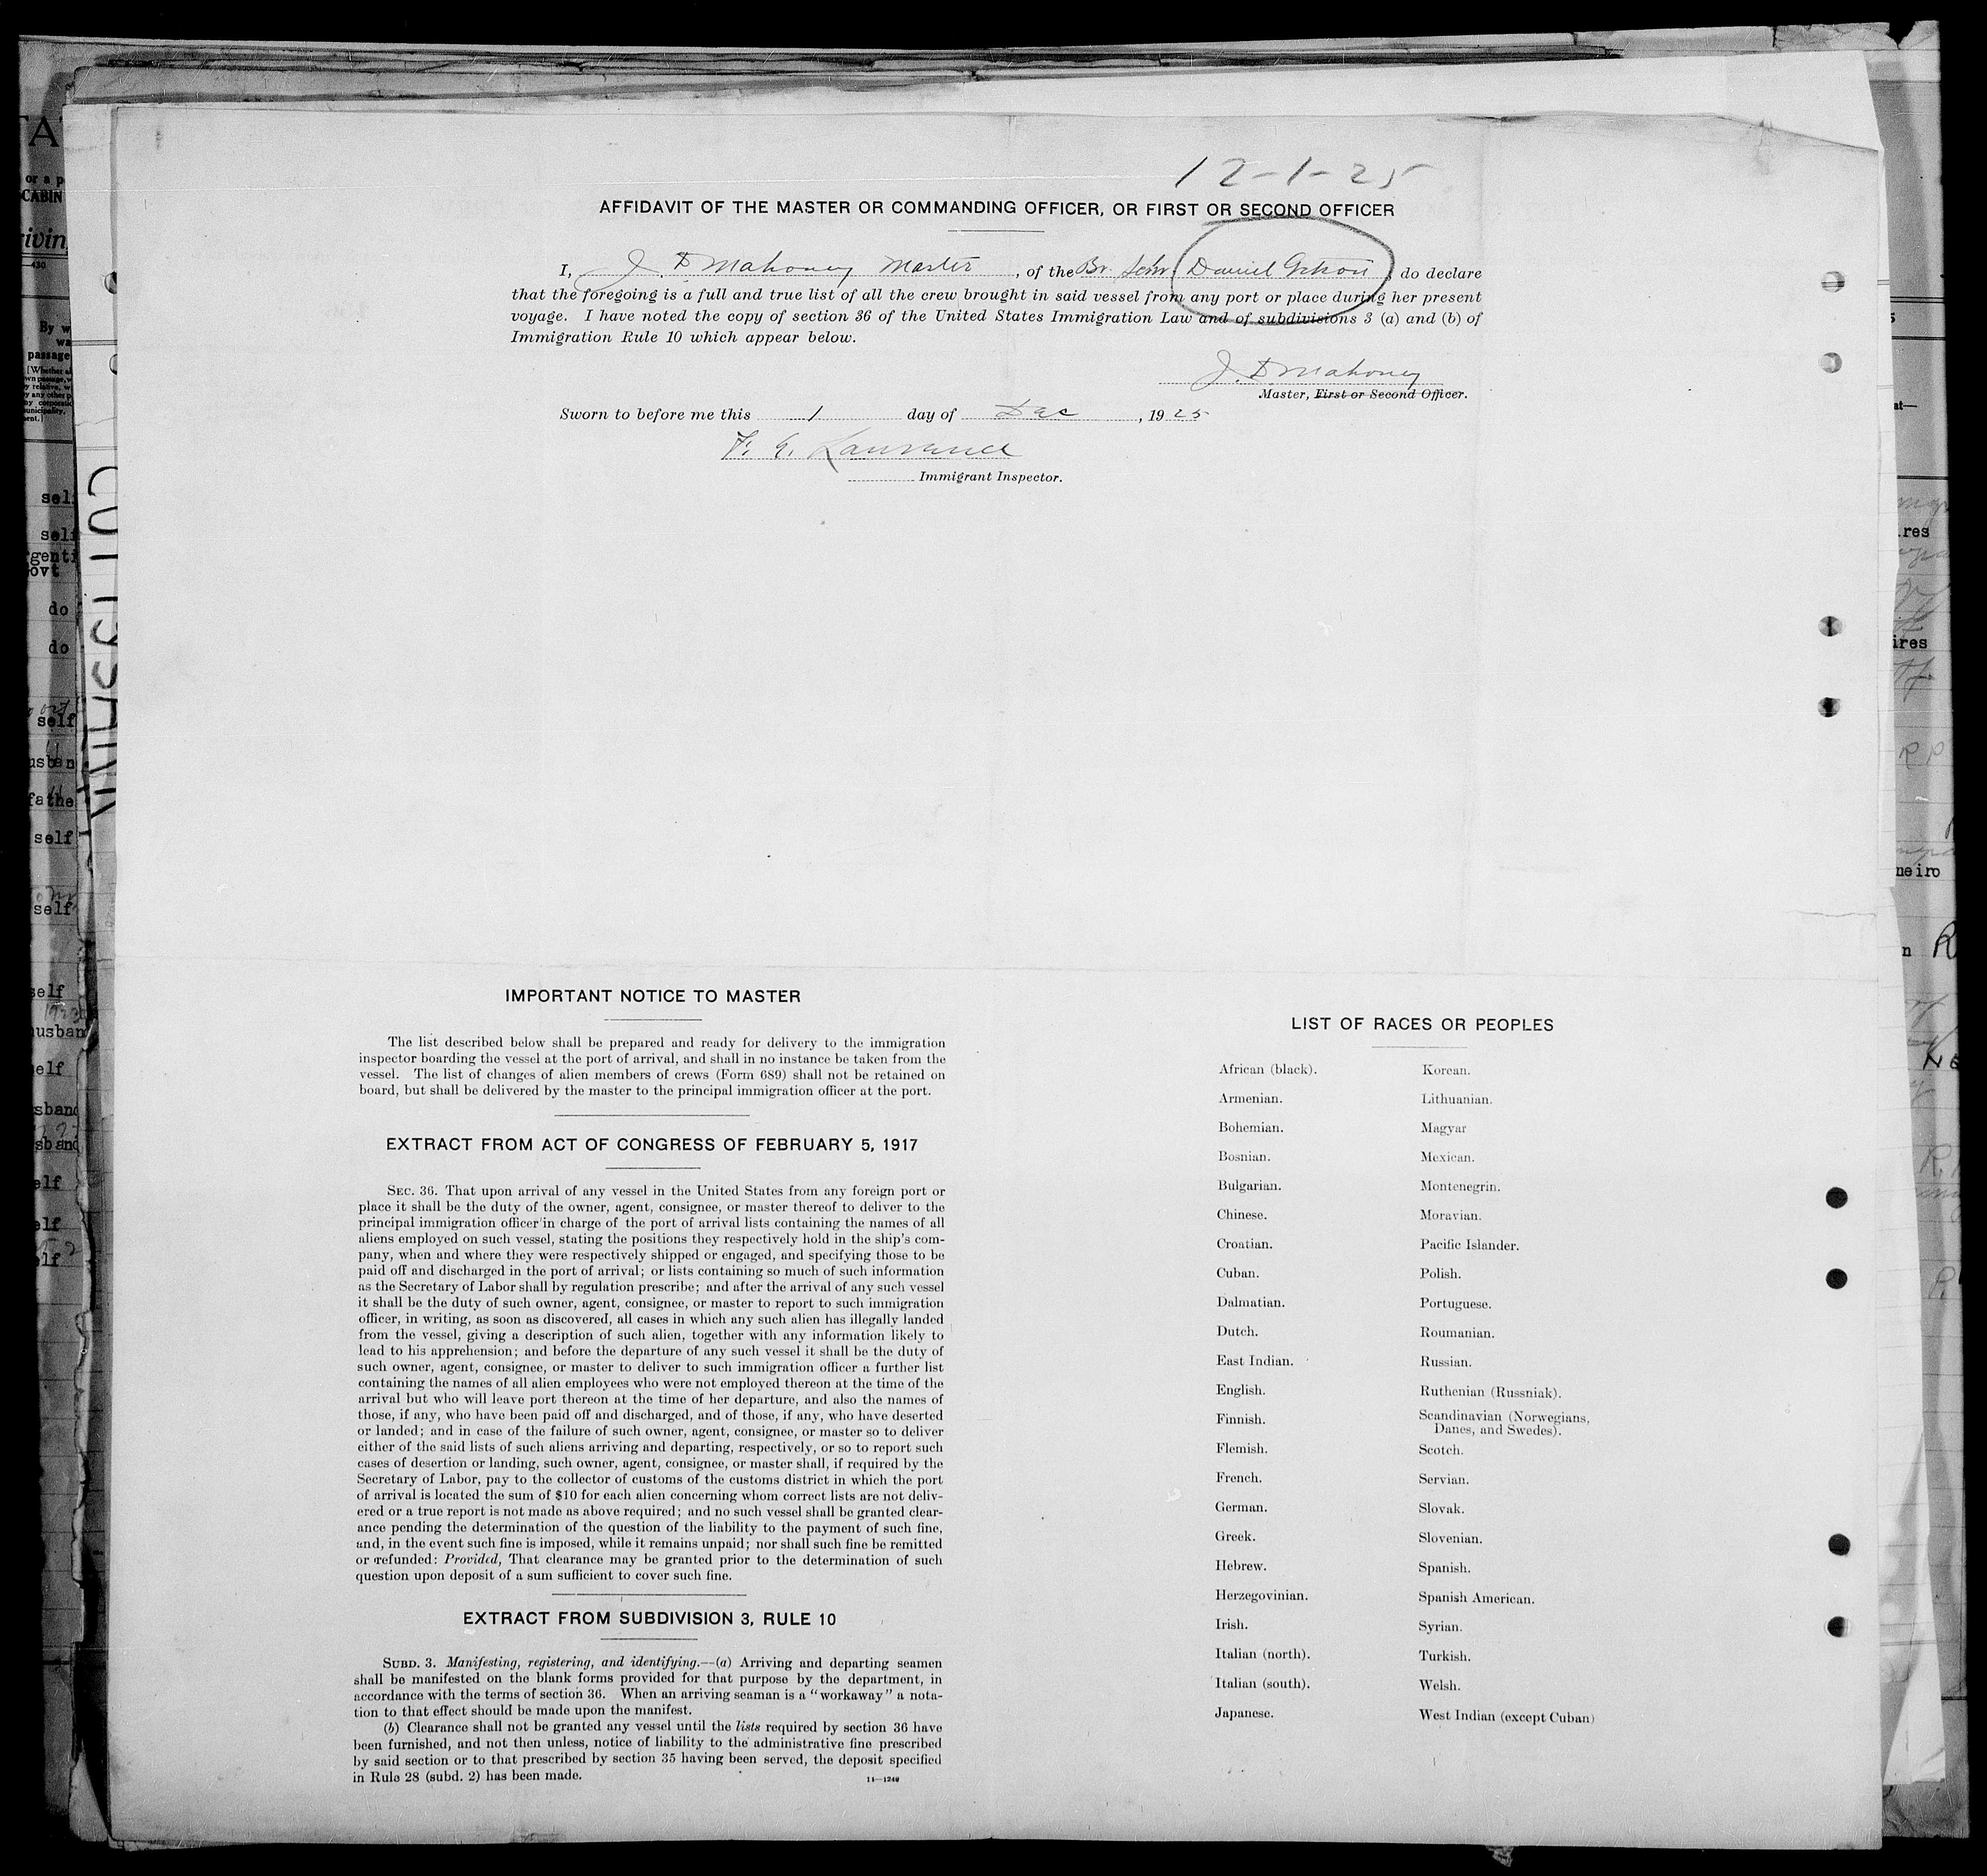 12-1-25
AFFIDAVIT OF THE MASTER OR COMMANDING OFFICER, OR FIRST OR SECOND OFFICER
I, J. D Mahoney Master, of the Br. Schr. Daniel, do declare
that the foregoing is a full and true list of all the crew brought in said vessel from any port or place during her present
voyage. I have noted the copy of section 36 of the United States Immigration Law and of subdivisions 3 (a) and (b) of
Immigration Rule 10 which appear below.
J. D Mahoney
Master, First or Second Officer.
Sworn to before me this 1 day of Dec, 1925
F. E. Lawrence
Immigrant Inspector.
IMPORTANT NOTICE TO MASTER
The list described below shall be prepared and ready for delivery to the immigration
inspector boarding the vessel at the port of arrival, and shall in no instance be taken from the
vessel. The list of changes of alien members of crews (Form 689) shall not be retained on
board, but shall be delivered by the master to the principal immigration officer at the port.
EXTRACT FROM ACT OF CONGRESS OF FEBRUARY 5, 1917
SEC. 36. That upon arrival of any vessel in the United States from any foreign port or
place it shall be the duty of the owner, agent, consignee, or master thereof to deliver to the
principal immigration officer in charge of the port of arrival lists containing the names of all
aliens employed on such vessel, stating the positions they respectively hold in the ship's com-
pany, when and where they were respectively shipped or engaged, and specifying those to be
paid off and discharged in the port of arrival; or lists containing so much of such information
as the Secretary of Labor shall by regulation prescribe; and after the arrival of any such vessel
it shall be the duty of such owner, agent, consignee, or master to report to such immigration
officer, in writing, as soon as discovered, all cases in which any such alien has illegally landed
from the vessel, giving a description of such alien, together with any information likely to
lead to his apprehension; and before the departure of any such vessel it shall be the duty of
such owner, agent, consignee, or master to deliver to such immigration officer a further list
containing the names of all alien employees who were not employed thereon at the time of the
arrival but who will leave port thereon at the time of her departure, and also the names of
those, if any, who have been paid off and discharged, and of those, if any, who have deserted
or landed; and in case of the failure of such owner, agent, consignee, or master so to deliver
either of the said lists of such aliens arriving and departing, respectively, or so to report such
cases of desertion or landing, such owner, agent, consignee, or master shall, if required by the
Secretary of Labor, pay to the collector of customs of the customs district in which the port
of arrival is located the sum of $10 for each alien concerning whom correct lists are not deliv-
ered or a true report is not made as above required; and no such vessel shall be granted clear-
ance pending the determination of the question of the liability to the payment of such fine,
and, in the event such fine is imposed, while it remains unpaid; nor shall such fine be remitted
or refunded: Provided, That clearance may be granted prior to the determination of such
question upon deposit of a sum sufficient to cover such fine.
EXTRACT FROM SUBDIVISION 3, RULE 10
SUBD. 3. Manifesting, registering, and identifying.—(a) Arriving and departing seamen
shall be manifested on the blank forms provided for that purpose by the department, in
accordance with the terms of section 36. When an arriving seaman is a "workaway" a nota-
tion to that effect should be made upon the manifest.
(b) Clearance shall not be granted any vessel until the lists required by section 36 have
been furnished, and not then unless, notice of liability to the administrative fine prescribed
by said section or to that prescribed by section 35 having been served, the deposit specified
in Rule 28 (subd. 2) has been made.
14—1240
LIST OF RACES OR PEOPLES
African (black).
Armenian.
Bohemian.
Bosnian.
Bulgarian.
Chinese.
Croatian.
Cuban.
Dalmatian.
Dutch.
East Indian.
English.
Finnish.
Flemish.
French.
German.
Greek.
Hebrew.
Herzegovinian.
Irish.
Italian (north).
Italian (south).
Japanese.
Korean.
Lithuanian.
Magyar
Mexican.
Montenegrin.
Moravian.
Pacific Islander.
Polish.
Portuguese.
Roumanian.
Russian.
Ruthenian (Russniak).
Scandinavian (Norwegians,
Danes, and Swedes).
Scotch.
Servian.
Slovak.
Slovenian.
Spanish.
Spanish American.
Syrian.
Turkish.
Welsh.
West Indian (except Cuban)